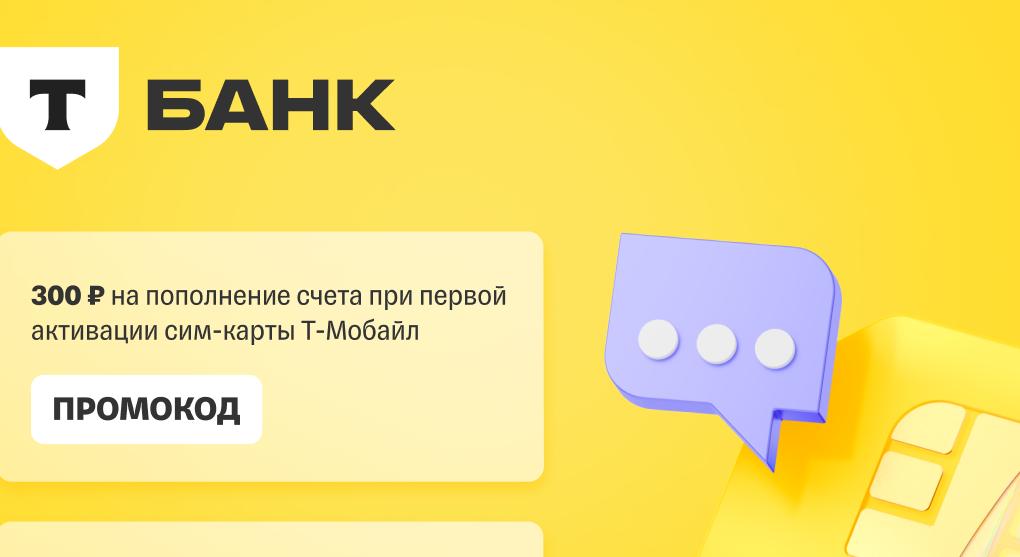 Т БАНК
300 ₽ на пополнение счета при первой
активации сим-карты Т-Мобайл
ПРОМОКОД